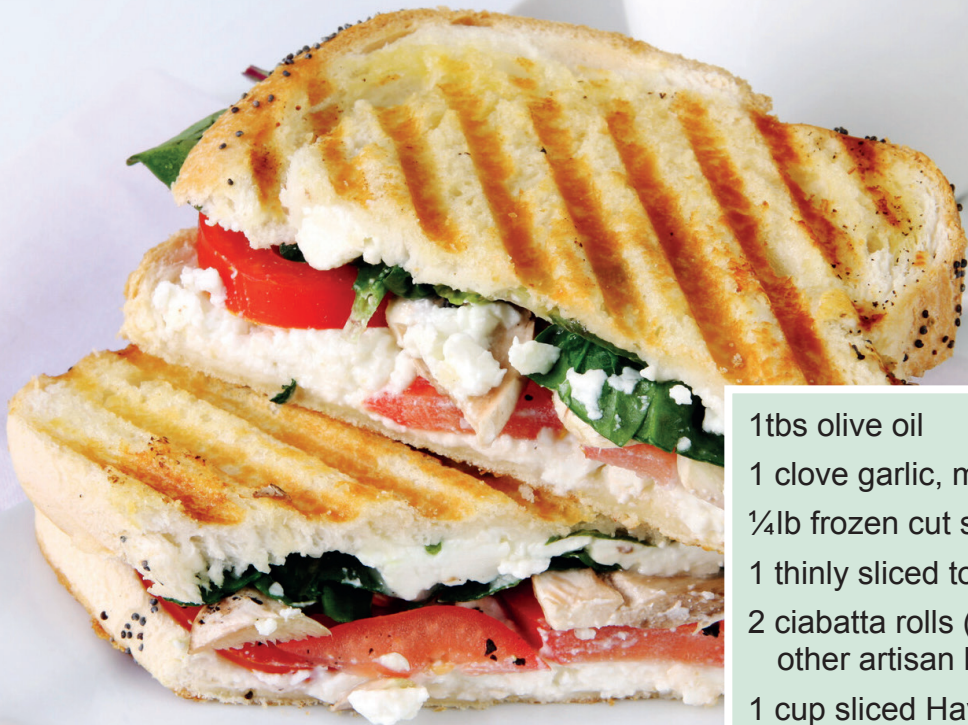 1tbs olive oil
1 clove garlic,
¼lb frozen cut
1 thinly sliced
2 ciabatta rolls
other artisan
1 cup sliced